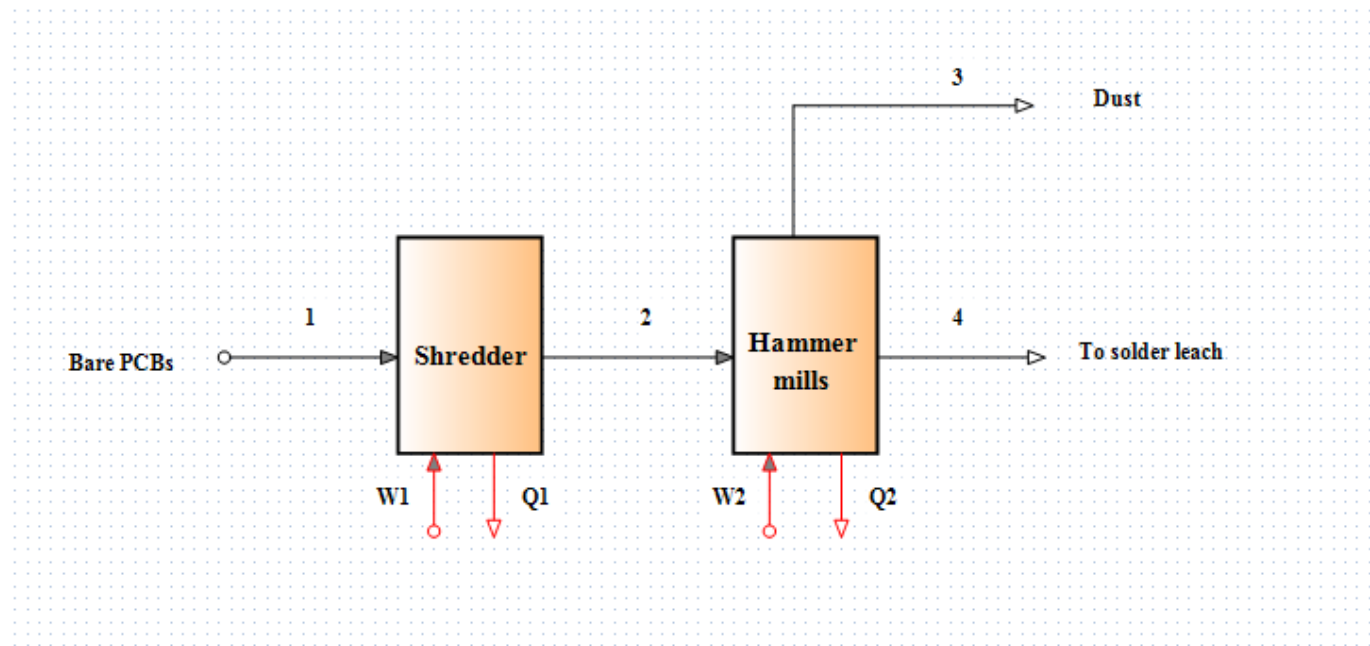 3
Dust
1
2
4
Bare PCBs
Shredder
Hammer
mills
To solder leach
W1
Q1
W2
Q2